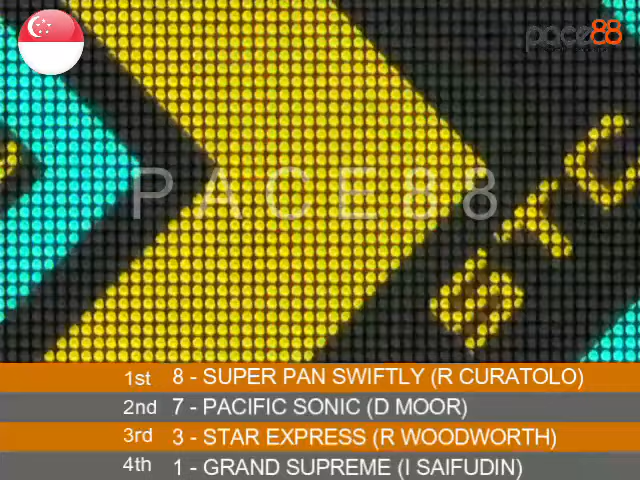 pace88
PACE88
STC
1st 8 - SUPER PAN SWIFTLY (R CURATOLO)
2nd 7 - PACIFIC SONIC (D MOOR)
3rd 3 - STAR EXPRESS (R WOODWORTH)
4th 1 - GRAND SUPREME (I SAIFUDIN)